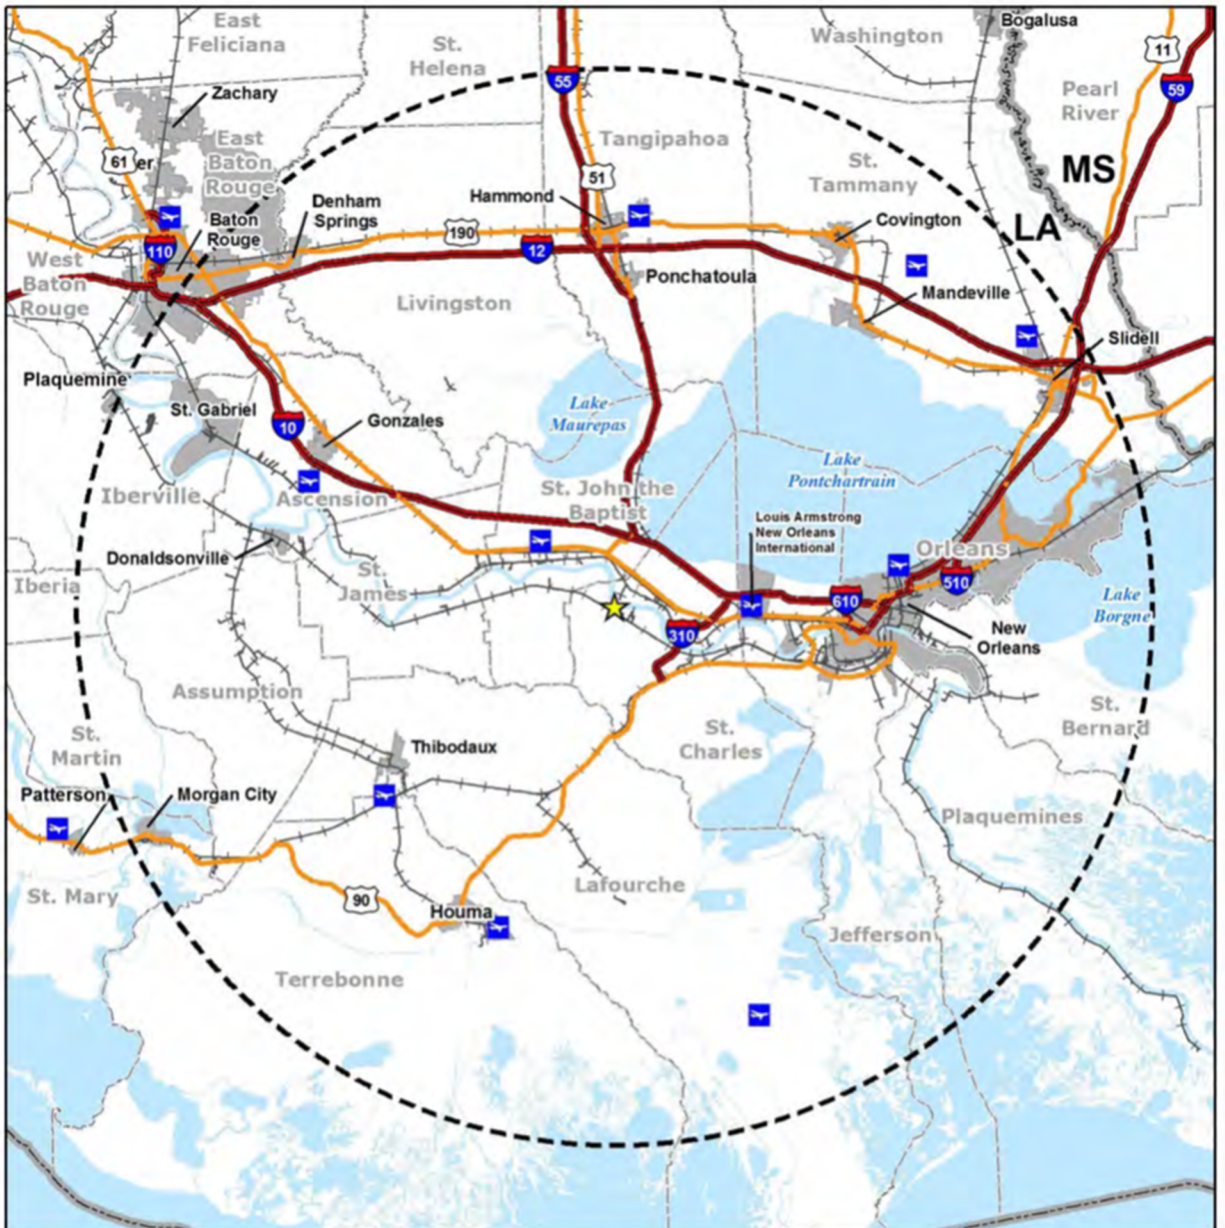 East
Feliciana
St.
Helena
Washington
Bogalusa
11
55
59
Zachary
Pearl
River
East
Baton
Rouge
Tangipahoa
61
er
St.
Tammany
MS
51
Hammond
Denham
Springs
Baton
Rouge
190
Covington
LA
110
12
West
Baton
Rouge
Ponchatoula
Livingston
Mandeville
Slidell
Plaquemine
St. Gabriel
10
Gonzales
Lake
Maurepas
Lake
Pontchartrain
Iberville
Ascension
St. John the
Baptist
Louis Armstrong
New Orleans
International
Donaldsonville
Orleans
Iberia
St.
James
510
610
Lake
Borgne
310
New
Orleans
Assumption
St.
Martin
Thibodaux
St.
Charles
St.
Bernard
Patterson
Morgan City
Plaquemines
St. Mary
90
Houma
Lafourche
Jefferson
Terrebonne